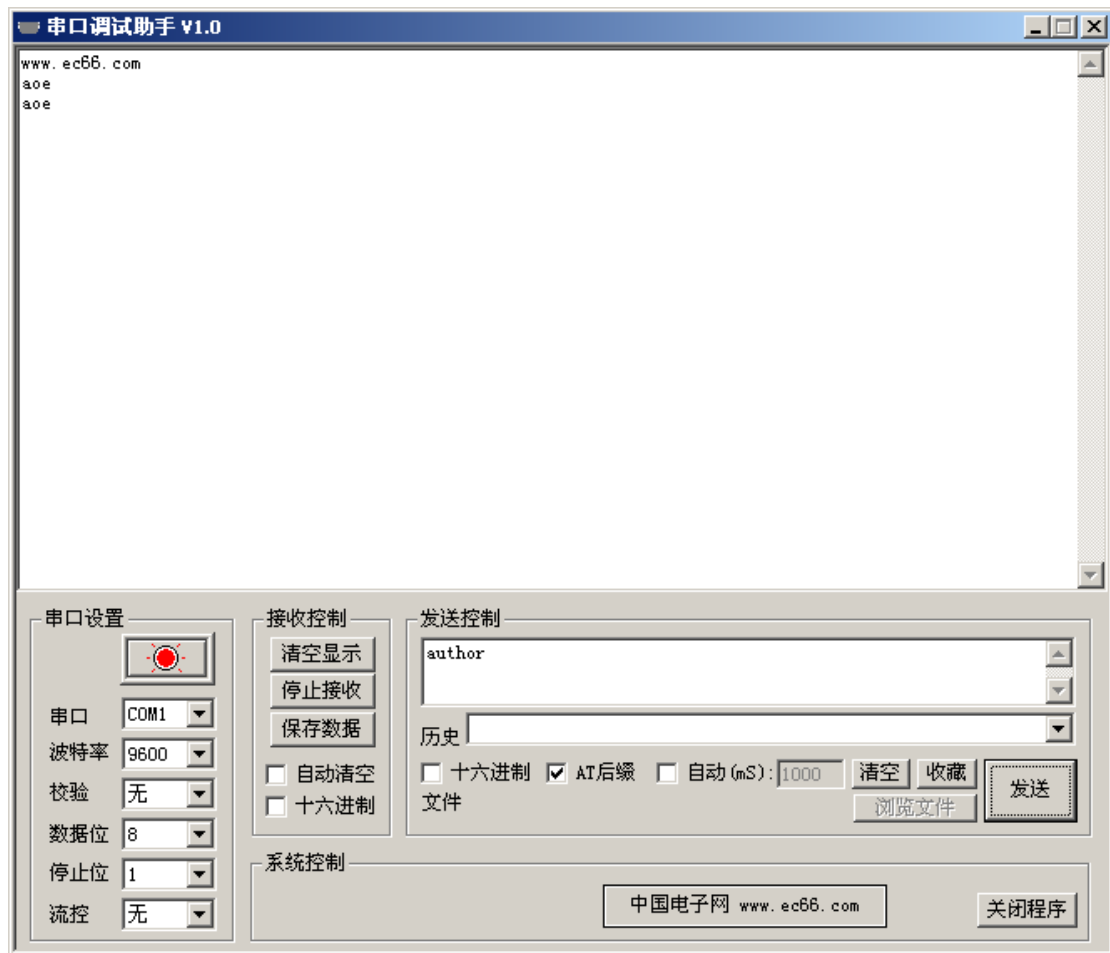 串口调试助手 V1.0
www.ec66.com
aoe
aoe
串口设置
串口 COM1
波特率 9600
校验 无
数据位 8
停止位 1
流控 无
接收控制
清空显示
停止接收
保存数据
自动清空
十六进制
发送控制
author
历史
十六进制 AT后缀 自动(mS): 1000 清空 收藏
文件 浏览文件
发送
系统控制
中国电子网 www.ec66.com
关闭程序